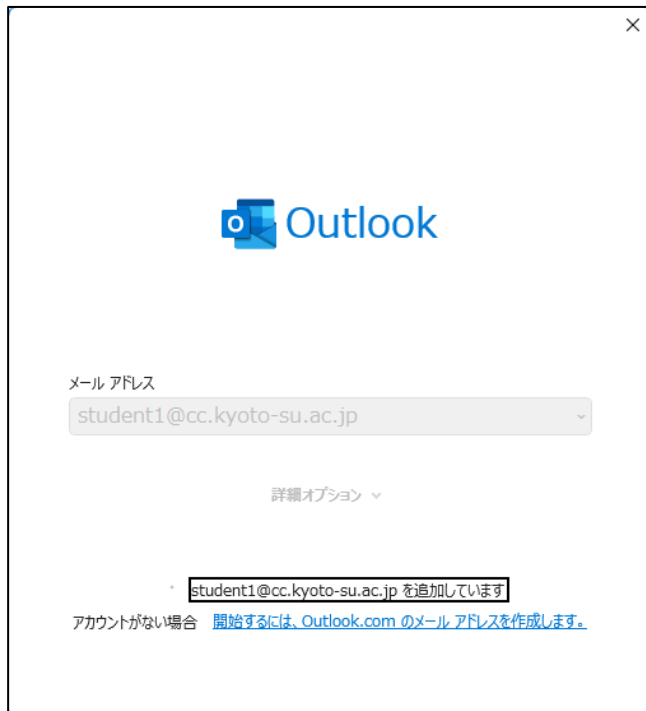 Outlook
メール アドレス
student1@cc.kyoto-su.ac.jp
詳細オプション
student1@cc.kyoto-su.ac.jp を追加しています
アカウントがない場合 開始するには、Outlook.com のメール アドレスを作成します。